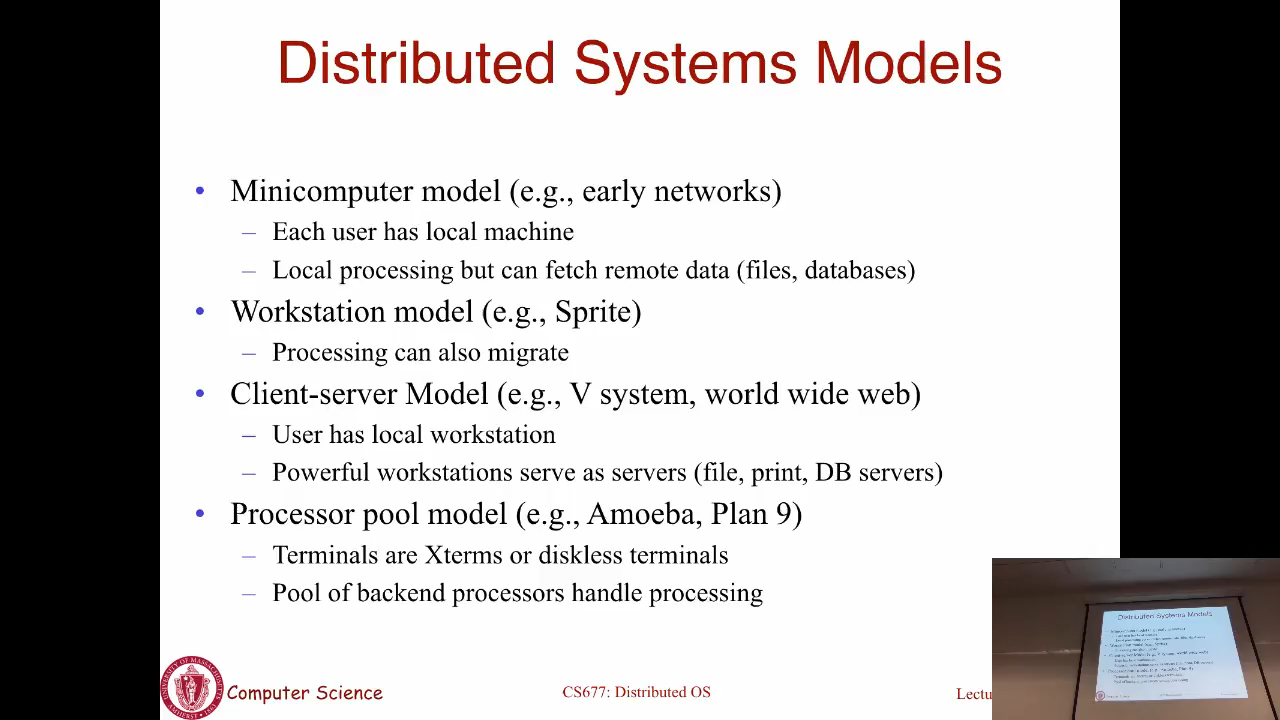 Distributed Systems Models
• Minicomputer model (e.g., early networks)
– Each user has local machine
– Local processing but can fetch remote data (files, databases)
• Workstation model (e.g., Sprite)
– Processing can also migrate
• Client-server Model (e.g., V system, world wide web)
– User has local workstation
– Powerful workstations serve as servers (file, print, DB servers)
• Processor pool model (e.g., Amoeba, Plan 9)
– Terminals are Xterms or diskless terminals
– Pool of backend processors handle processing
Computer Science
CS677: Distributed OS
Lectu
Distributed Systems Models